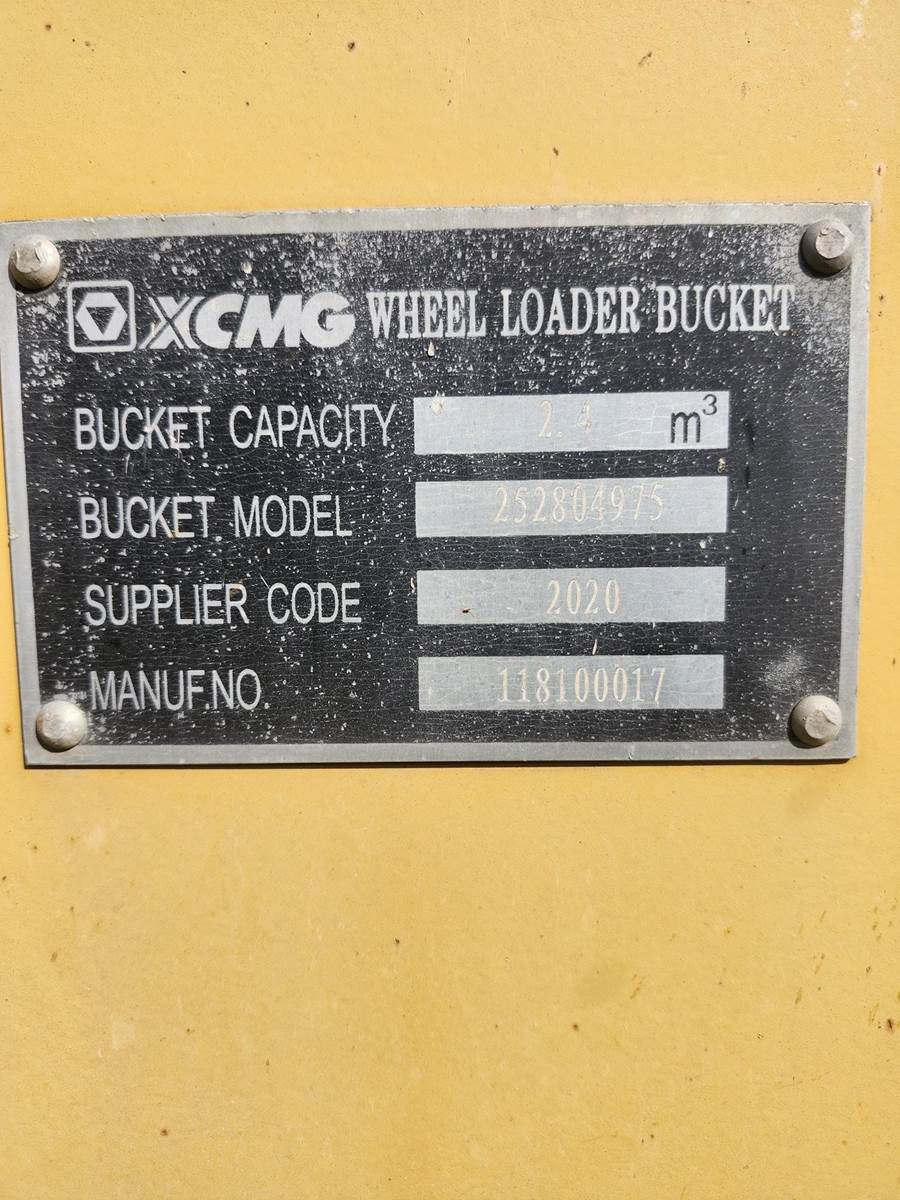 XCMG WHEEL LOADER BUCKET
BUCKET CAPACITY 2.4 m³
BUCKET MODEL 252804975
SUPPLIER CODE 2020
MANUF.NO. 118100017